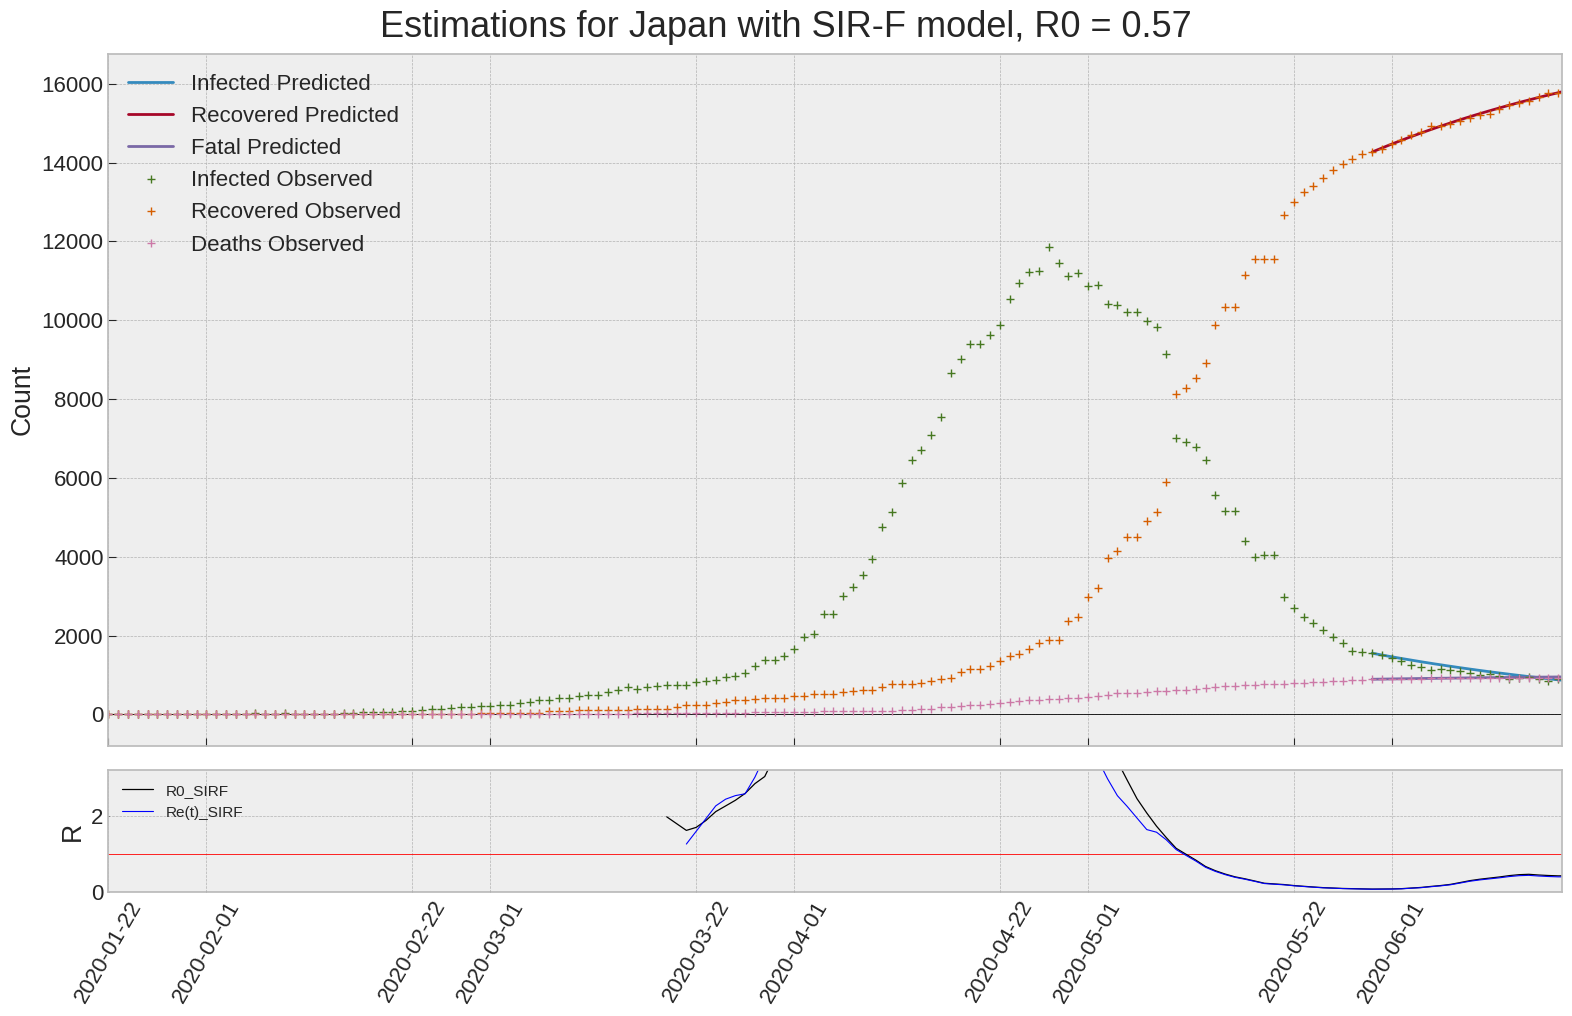 Estimations for Japan with SIR-F model, R0 = 0.57
Infected Predicted
Recovered Predicted
Fatal Predicted
Infected Observed
Recovered Observed
Deaths Observed
16000
14000
12000
10000
8000
6000
4000
2000
0
Count
R0_SIRF
Re(t)_SIRF
2
0
R
2020-01-22
2020-02-01
2020-02-22
2020-03-01
2020-03-22
2020-04-01
2020-04-22
2020-05-01
2020-05-22
2020-06-01